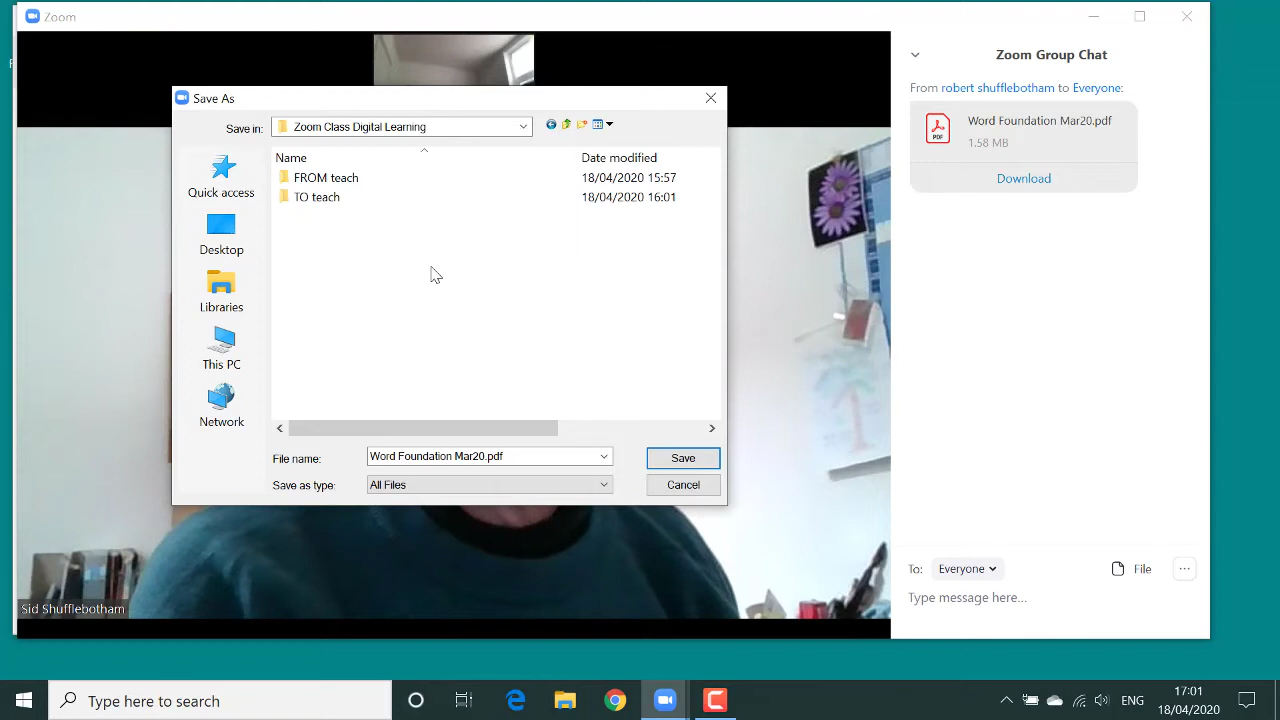 Zoom
Zoom Group Chat
From robert shufflebotham to Everyone:
PDF
Word Foundation Mar20.pdf
1.58 MB
Download
Save As
Save in:
Zoom Class Digital Learning
Name
Date modified
FROM teach
18/04/2020 15:57
TO teach
18/04/2020 16:01
Quick access
Desktop
Libraries
This PC
Network
File name:
Word Foundation Mar20.pdf
Save
Save as type:
All Files
Cancel
To:
Everyone
File
Type message here...
Sid Shufflebotham
Type here to search
ENG
17:01
18/04/2020